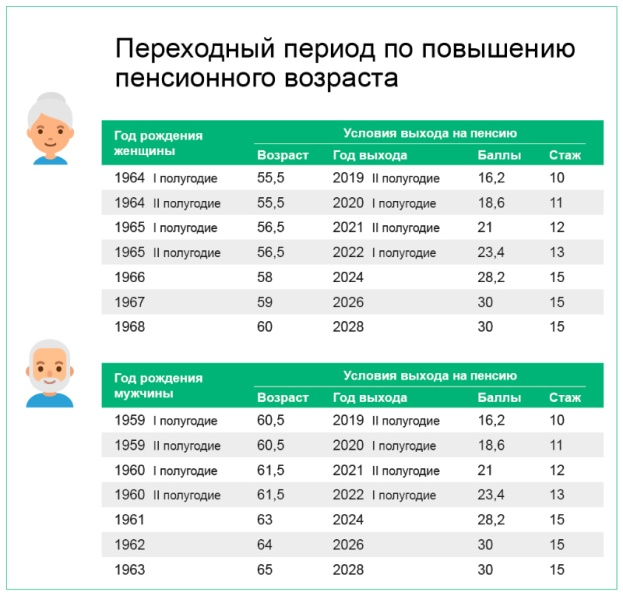 Переходный период по повышению
пенсионного возраста
Год рождения
женщины
Условия выхода на пенсию
Возраст Год выхода Баллы Стаж
1964 I полугодие 55,5 2019 II полугодие 16,2 10
1964 II полугодие 55,5 2020 I полугодие 18,6 11
1965 I полугодие 56,5 2021 II полугодие 21 12
1965 II полугодие 56,5 2022 I полугодие 23,4 13
1966 58 2024 28,2 15
1967 59 2026 30 15
1968 60 2028 30 15
Год рождения
мужчины
Условия выхода на пенсию
Возраст Год выхода Баллы Стаж
1959 I полугодие 60,5 2019 II полугодие 16,2 10
1959 II полугодие 60,5 2020 I полугодие 18,6 11
1960 I полугодие 61,5 2021 II полугодие 21 12
1960 II полугодие 61,5 2022 I полугодие 23,4 13
1961 63 2024 28,2 15
1962 64 2026 30 15
1963 65 2028 30 15